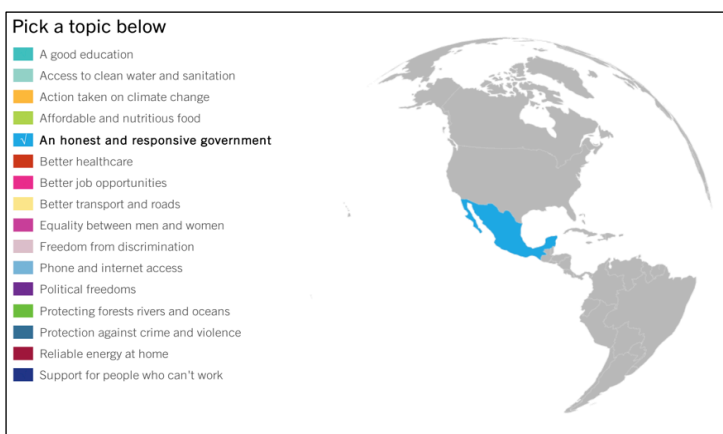 Pick a topic below
A good education
Access to clean water and sanitation
Action taken on climate change
Affordable and nutritious food
√ An honest and responsive government
Better healthcare
Better job opportunities
Better transport and roads
Equality between men and women
Freedom from discrimination
Phone and internet access
Political freedoms
Protecting forests rivers and oceans
Protection against crime and violence
Reliable energy at home
Support for people who can't work